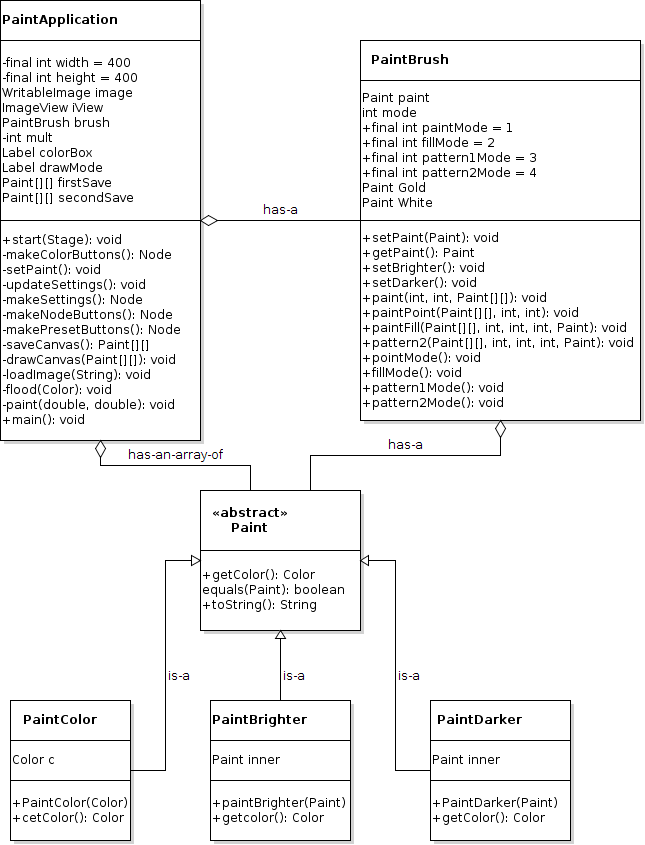 PaintApplication
-final int width = 400
-final int height = 400
WritableImage image
ImageView iView
PaintBrush brush
-int mult
Label colorBox
Label drawMode
Paint[][] firstSave
Paint[][] secondSave
+start(Stage): void
-makeColorButtons(): Node
-setPaint(): void
-updateSettings(): void
-makeSettings(): Node
-makeNodeButtons(): Node
-makePresetButtons(): Node
-saveCanvas(): Paint[][]
-drawCanvas(Paint[][]): void
-loadImage(String): void
-flood(Color): void
-paint(double, double): void
+main(): void
has-a
PaintBrush
Paint paint
int mode
+final int paintMode = 1
+final int fillMode = 2
+final int pattern1Mode = 3
+final int pattern2Mode = 4
Paint Gold
Paint White
+setPaint(Paint): void
+getPaint(): Paint
+setBrighter(): void
+setDarker(): void
+paint(int, int, Paint[][]): void
+paintPoint(Paint[][], int, int): void
+paintFill(Paint[][], int, int, int, Paint): void
+pattern2(Paint[][], int, int, int, Paint): void
+pointMode(): void
+fillMode(): void
+pattern1Mode(): void
+pattern2Mode(): void
has-an-array-of
has-a
«abstract»
Paint
+getColor(): Color
equals(Paint): boolean
+toString(): String
is-a
is-a
is-a
PaintColor
Color c
+PaintColor(Color)
+cetColor(): Color
PaintBrighter
Paint inner
+paintBrighter(Paint)
+getcolor(): Color
PaintDarker
Paint inner
+PaintDarker(Paint)
+getColor(): Color